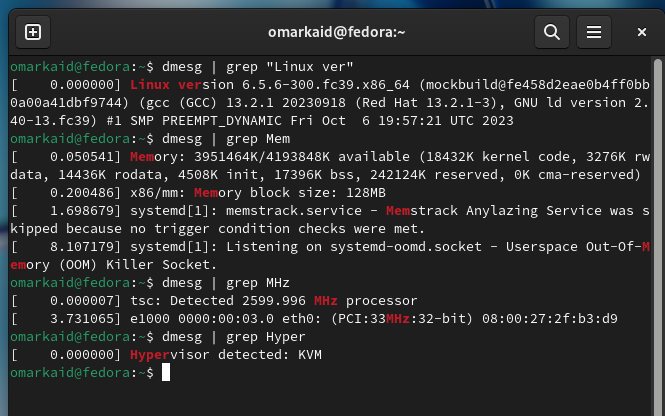 omarkaid@fedora:~
omarkaid@fedora:~$ dmesg | grep "Linux ver"
[    0.000000] Linux version 6.5.6-300.fc39.x86_64 (mockbuild@fe458d2eae0b4ff0bb
0a00a41dbf9744) (gcc (GCC) 13.2.1 20230918 (Red Hat 13.2.1-3), GNU ld version 2.
40-13.fc39) #1 SMP PREEMPT_DYNAMIC Fri Oct  6 19:57:21 UTC 2023
omarkaid@fedora:~$ dmesg | grep Mem
[    0.050541] Memory: 3951464K/4193848K available (18432K kernel code, 3276K rw
data, 14436K rodata, 4508K init, 17396K bss, 242124K reserved, 0K cma-reserved)
[    0.200486] x86/mm: Memory block size: 128MB
[    1.698679] systemd[1]: memstrack.service - Memstrack Anylazing Service was s
kipped because no trigger condition checks were met.
[    8.107179] systemd[1]: Listening on systemd-oomd.socket - Userspace Out-Of-M
emory (OOM) Killer Socket.
omarkaid@fedora:~$ dmesg | grep MHz
[    0.000007] tsc: Detected 2599.996 MHz processor
[    3.731065] e1000 0000:00:03.0 eth0: (PCI:33MHz:32-bit) 08:00:27:2f:b3:d9
omarkaid@fedora:~$ dmesg | grep Hyper
[    0.000000] Hypervisor detected: KVM
omarkaid@fedora:~$